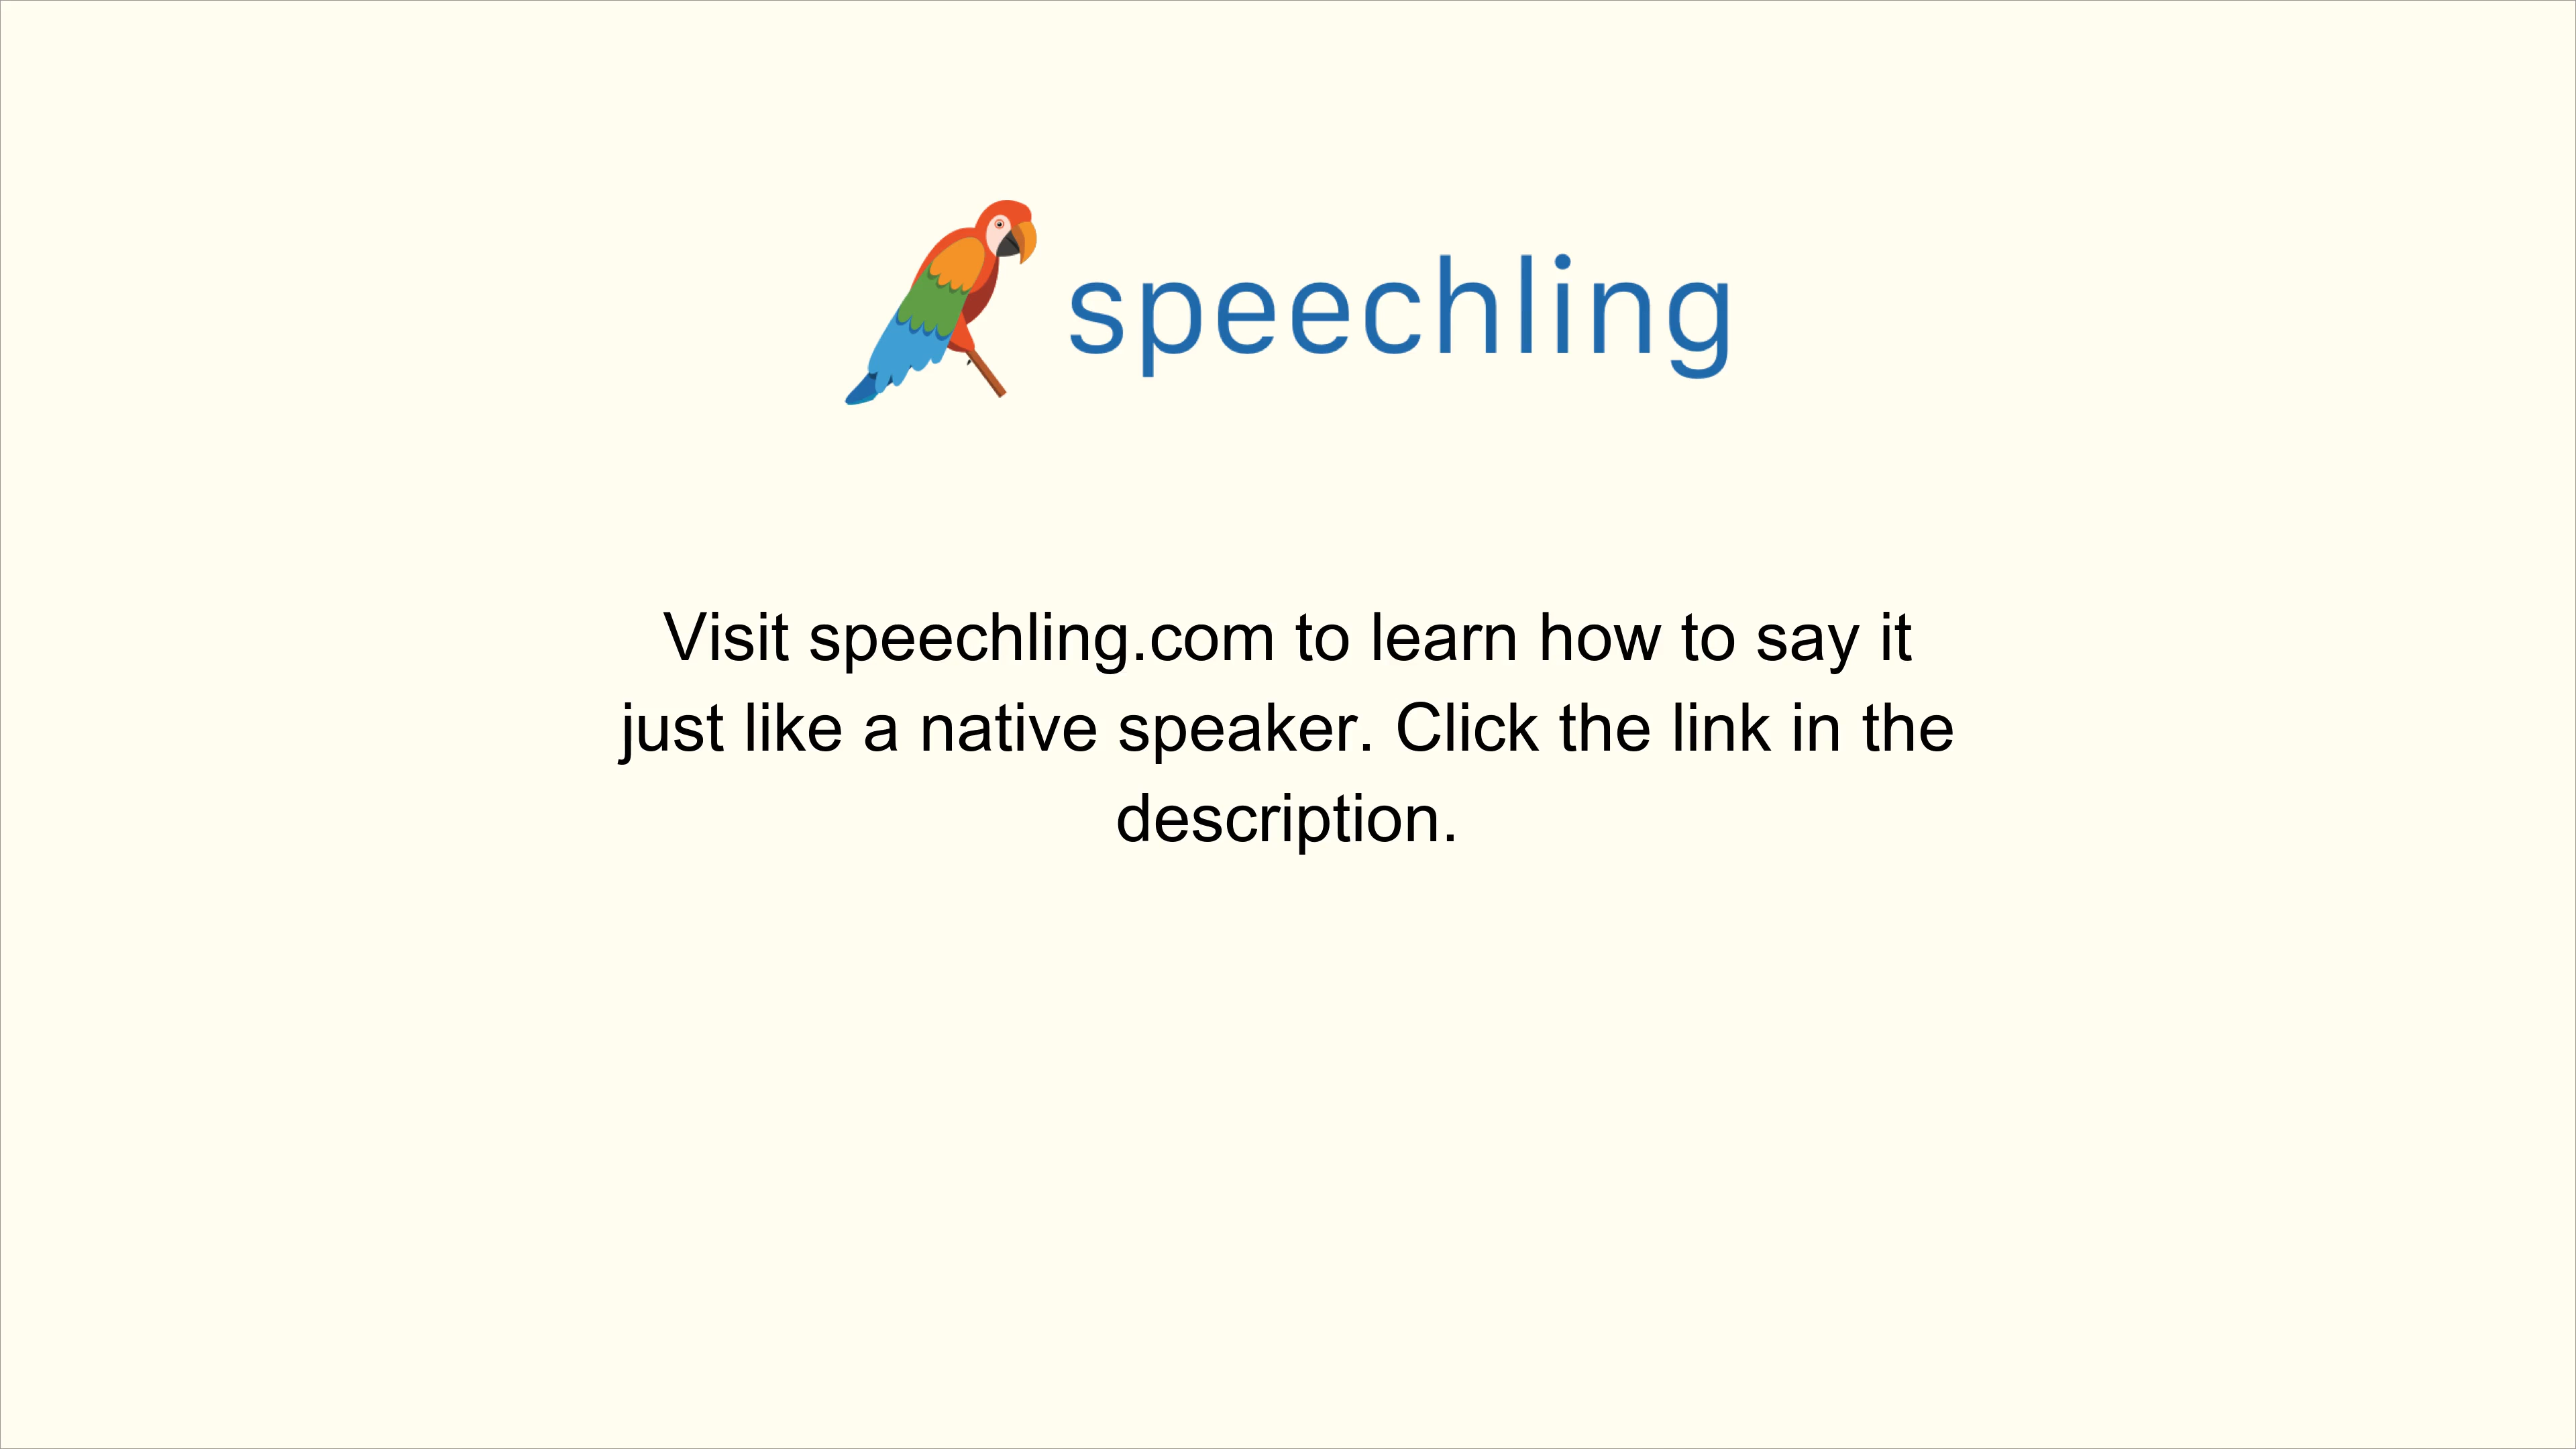 speechling
Visit speechling.com to learn how to say it
just like a native speaker. Click the link in the
description.